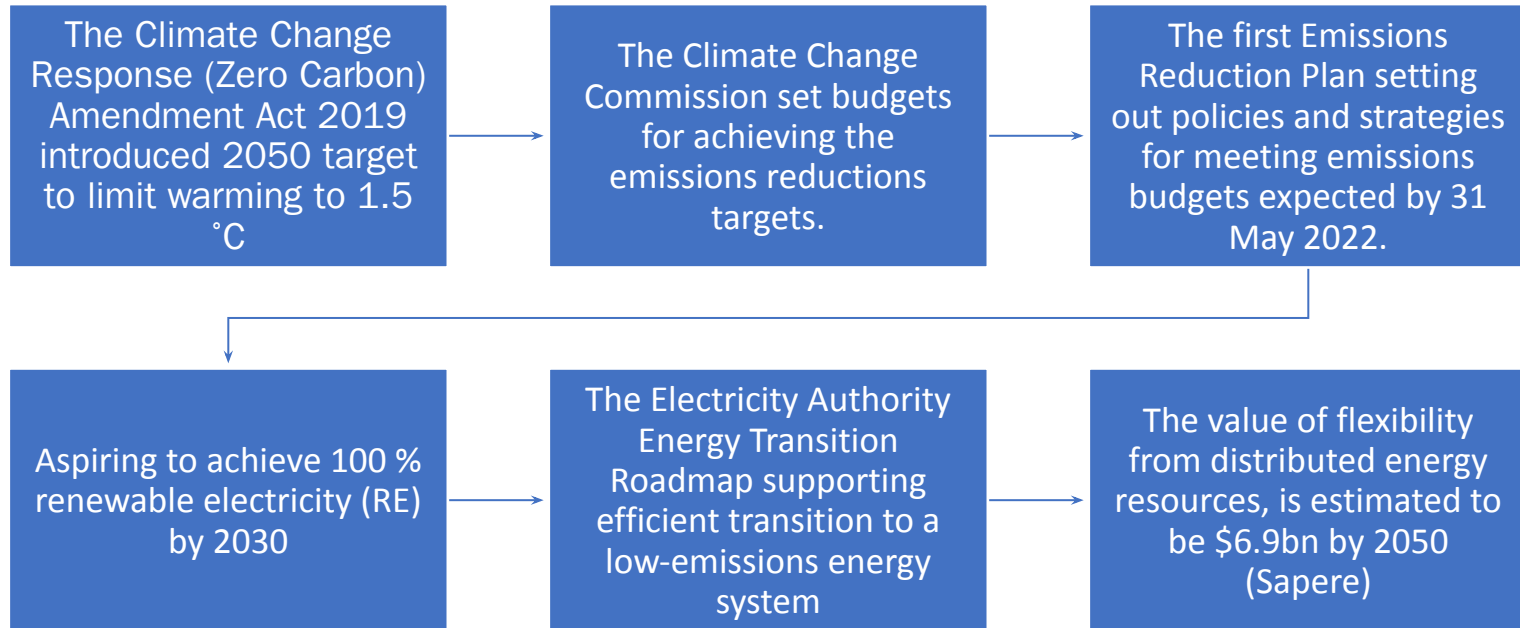 The Climate Change
Response (Zero Carbon)
Amendment Act 2019
introduced 2050 target
to limit warming to 1.5
˚C
The Climate Change
Commission set budgets
for achieving the
emissions reductions
targets.
The first Emissions
Reduction Plan setting
out policies and strategies
for meeting emissions
budgets expected by 31
May 2022.
Aspiring to achieve 100 %
renewable electricity (RE)
by 2030
The Electricity Authority
Energy Transition
Roadmap supporting
efficient transition to a
low-emissions energy
system
The value of flexibility
from distributed energy
resources, is estimated to
be $6.9bn by 2050
(Sapere)